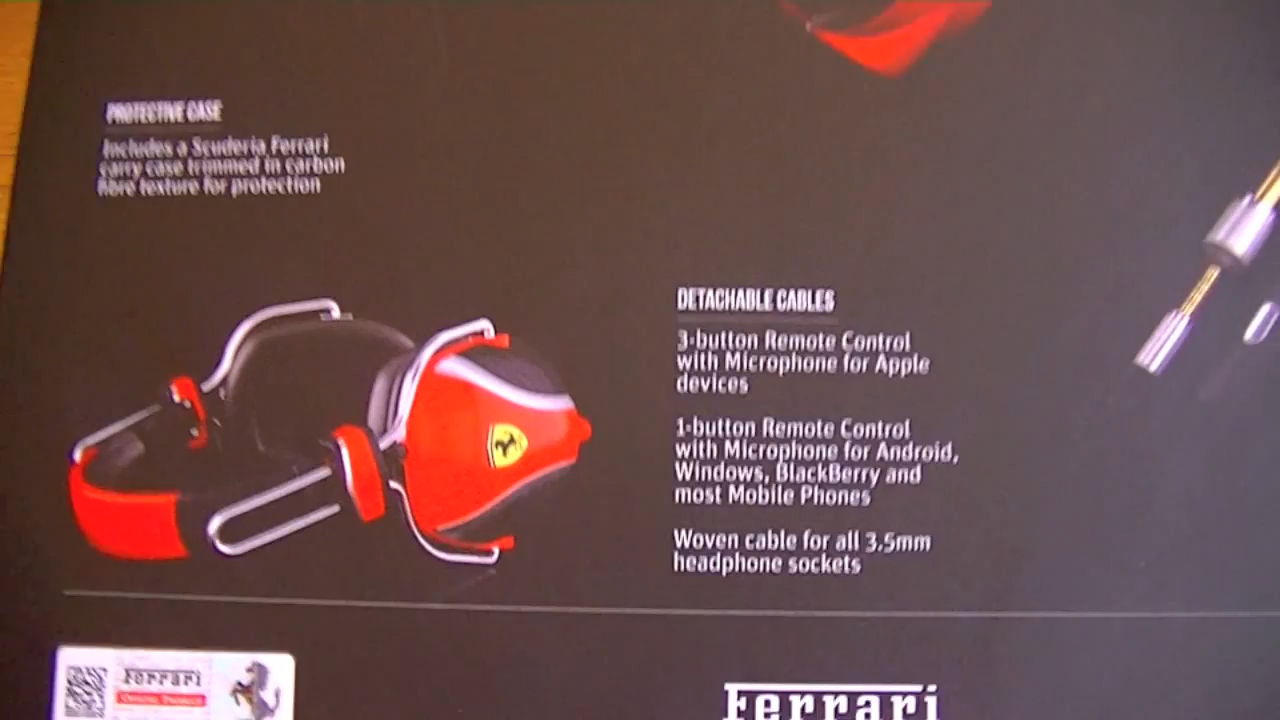 PROTECTIVE CASE
Includes a Scuderia Ferrari
carry case trimmed in carbon
fibre texture for protection
DETACHABLE CABLES
3-button Remote Control
with Microphone for Apple
devices
1-button Remote Control
with Microphone for Android,
Windows, BlackBerry and
most Mobile Phones
Woven cable for all 3.5mm
headphone sockets
Ferrari
OFFICIAL PRODUCT
Ferrari